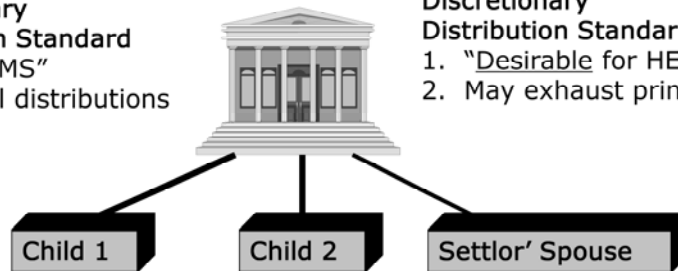 ary
n Standard
MS”
l distributions
Discretionary
Distribution Standar
1. “Desirable for HE
2. May exhaust prin
Child 1
Child 2
Settlor’ Spouse